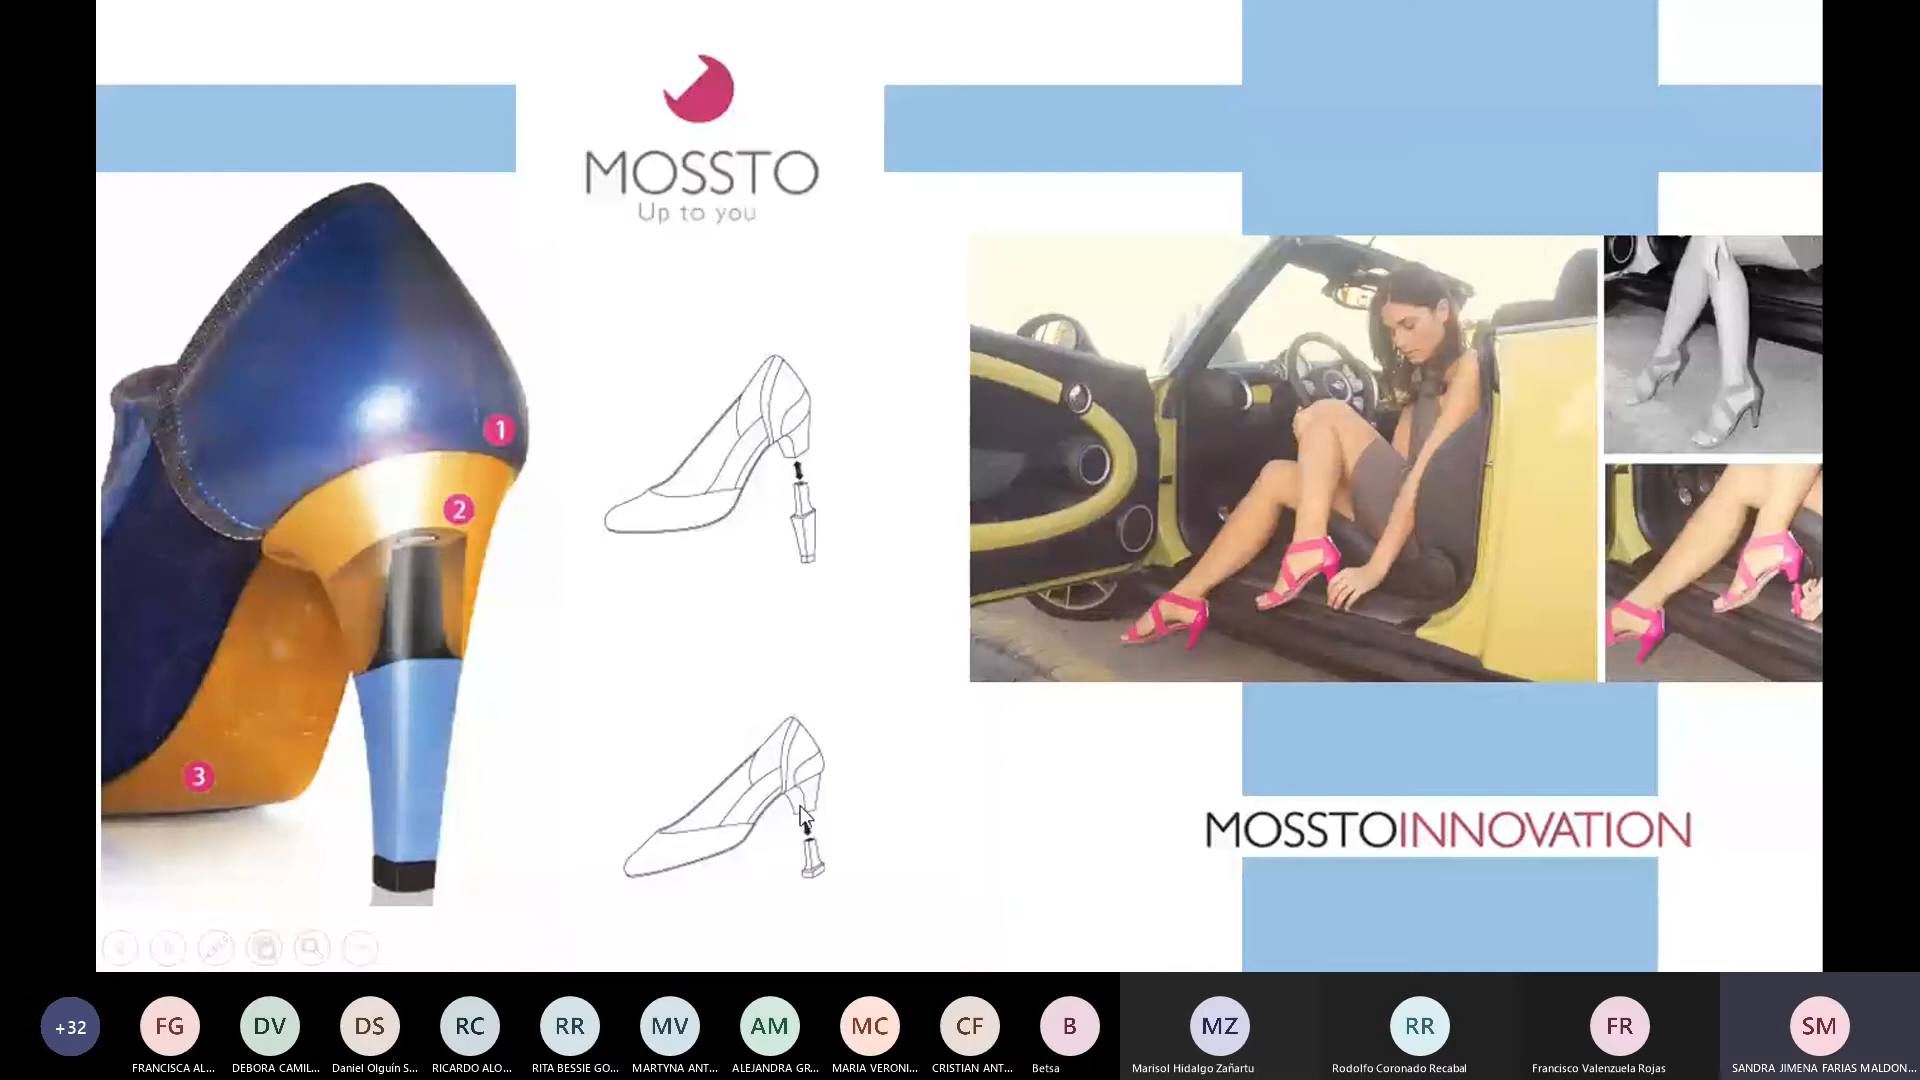 MOSSTO
Up to you
1
2
3
MOSSTOINNOVATION
+32
FG
DV
DS
RC
RR
MV
AM
MC
CF
B
MZ
RR
FR
SM
FRANCISCA AL...
DEBORA CAMIL...
Daniel Olguín S...
RICARDO ALO...
RITA BESSIE GO...
MARTYNA ANT...
ALEJANDRA GR...
MARIA VERONI...
CRISTIAN ANT...
Betsa
Marisol Hidalgo Zañartu
Rodolfo Coronado Recabal
Francisco Valenzuela Rojas
SANDRA JIMENA FARIAS MALDON...